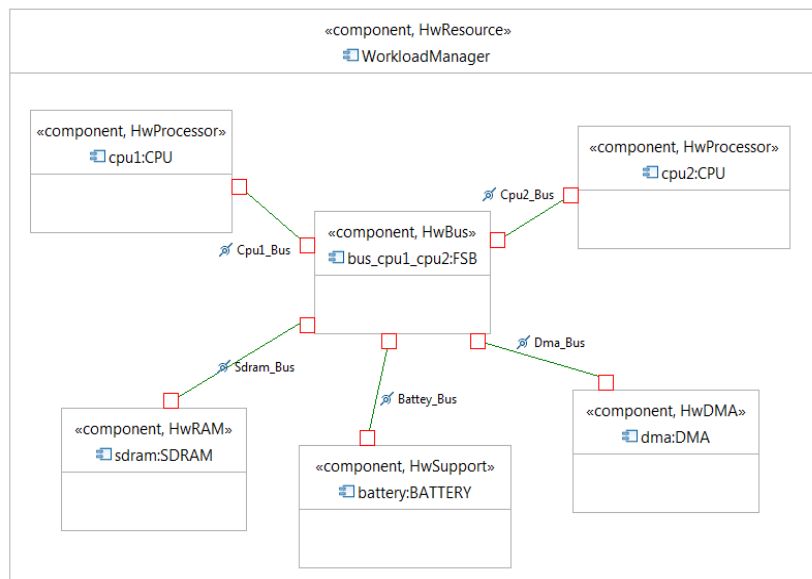 «component, HwResource»
WorkloadManager
«component, HwProcessor»
cpu1:CPU
«component, HwProcessor»
cpu2:CPU
Cpu2_Bus
Cpu1_Bus
«component, HwBus»
bus_cpu1_cpu2:FSB
Dma_Bus
Sdram_Bus
Battey_Bus
«component, HwRAM»
sdram:SDRAM
«component, HwSupport»
battery:BATTERY
«component, HwDMA»
dma:DMA